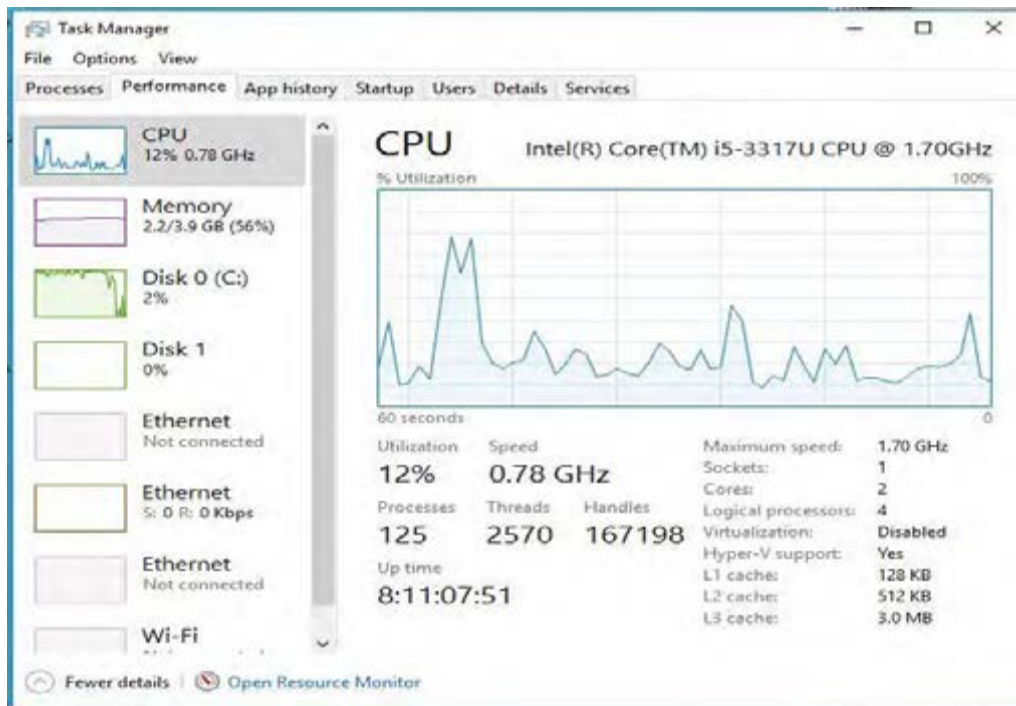 Task Manager
File Options View
Processes Performance App history Startup Users Details Services
CPU
12% 0.78 GHz
Memory
2.2/3.9 GB (56%)
Disk 0 (C:)
2%
Disk 1
0%
Ethernet
Not connected
Ethernet
S: 0 R: 0 Kbps
Ethernet
Not connected
Wi-Fi
CPU Intel(R) Core(TM) i5-3317U CPU @ 1.70GHz
% Utilization 100%
60 seconds 0
Utilization Speed
12% 0.78 GHz
Processes Threads Handles
125 2570 167198
Up time
8:11:07:51
Maximum speed: 1.70 GHz
Sockets: 1
Cores: 2
Logical processors: 4
Virtualization: Disabled
Hyper-V support: Yes
L1 cache: 128 KB
L2 cache: 512 KB
L3 cache: 3.0 MB
Fewer details Open Resource Monitor